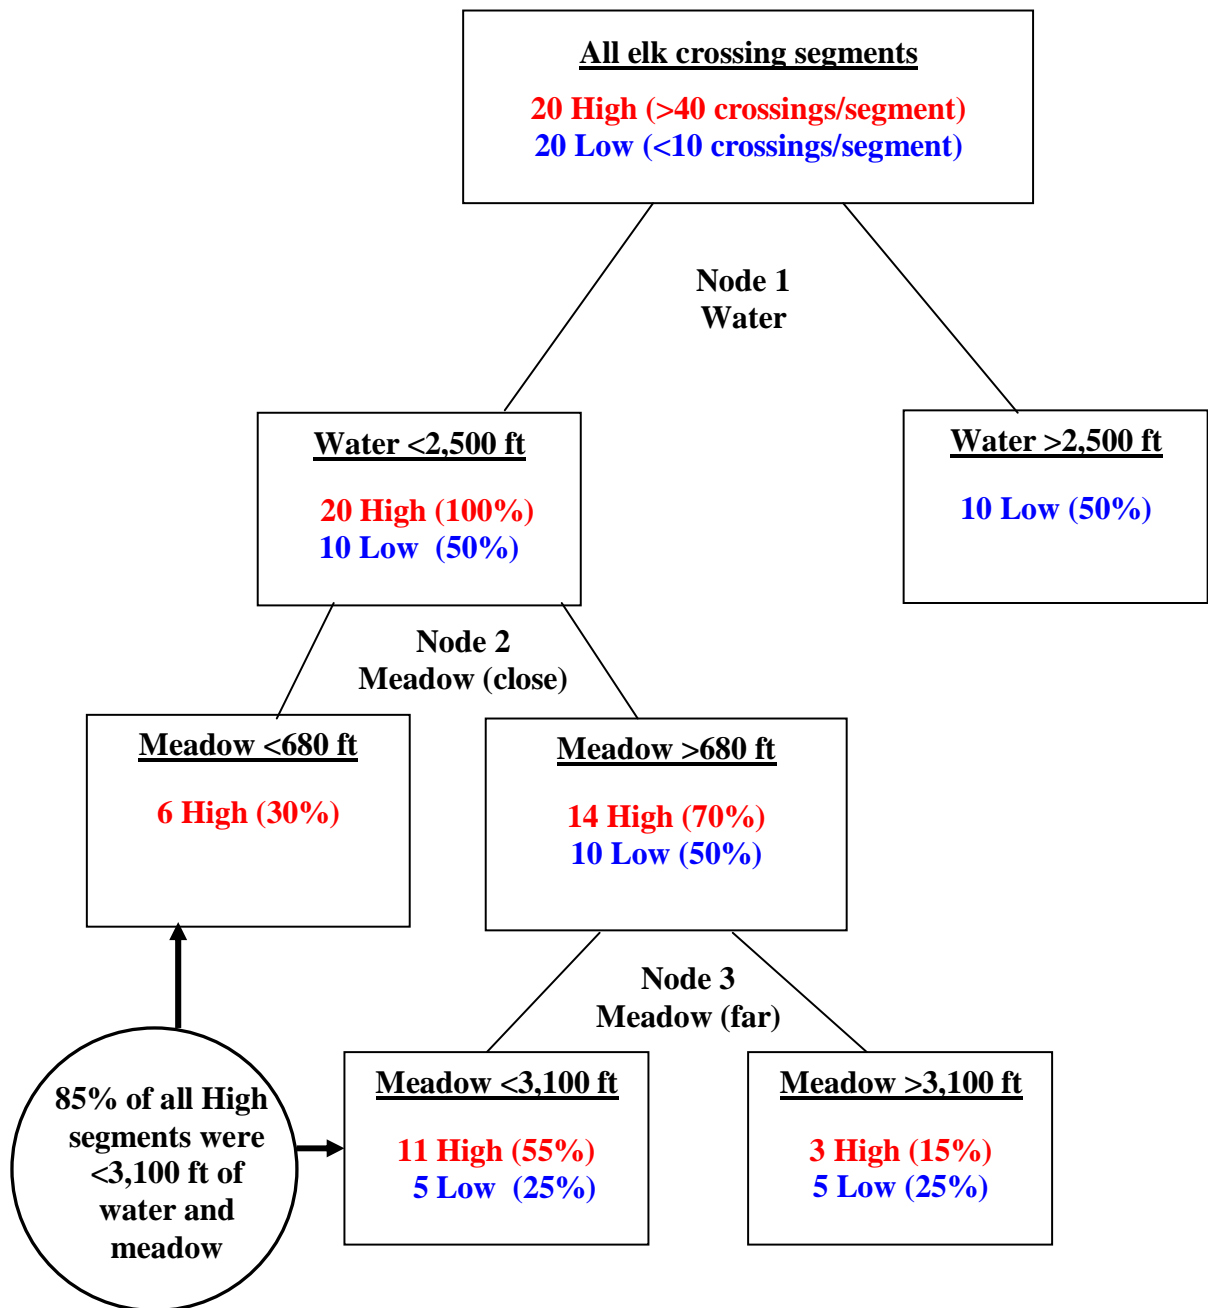 All elk crossing segments
20 High (>40 crossings/segment)
20 Low (<10 crossings/segment)
Node 1
Water
Water <2,500 ft
20 High (100%)
10 Low (50%)
Water >2,500 ft
10 Low (50%)
Node 2
Meadow (close)
Meadow <680 ft
6 High (30%)
Meadow >680 ft
14 High (70%)
10 Low (50%)
Node 3
Meadow (far)
85% of all High
segments were
<3,100 ft of
water and
meadow
Meadow <3,100 ft
11 High (55%)
5 Low (25%)
Meadow >3,100 ft
3 High (15%)
5 Low (25%)